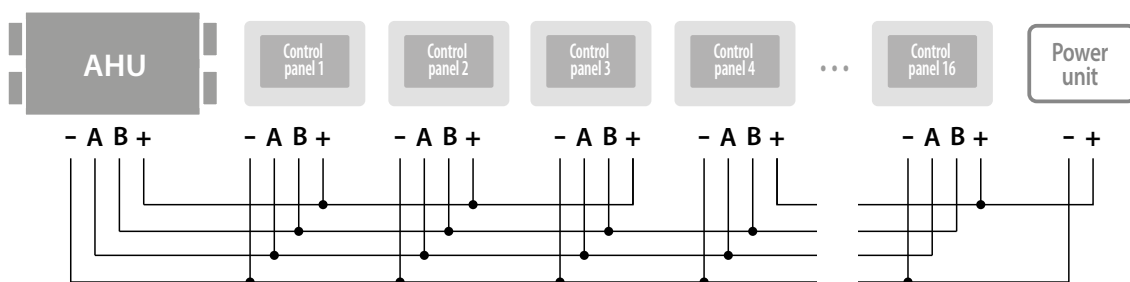 AHU
Control
panel 1
Control
panel 2
Control
panel 3
Control
panel 4
...
Control
panel 16
Power
unit
- A B +
- A B +
- A B +
- A B +
- A B +
- A B +
- +